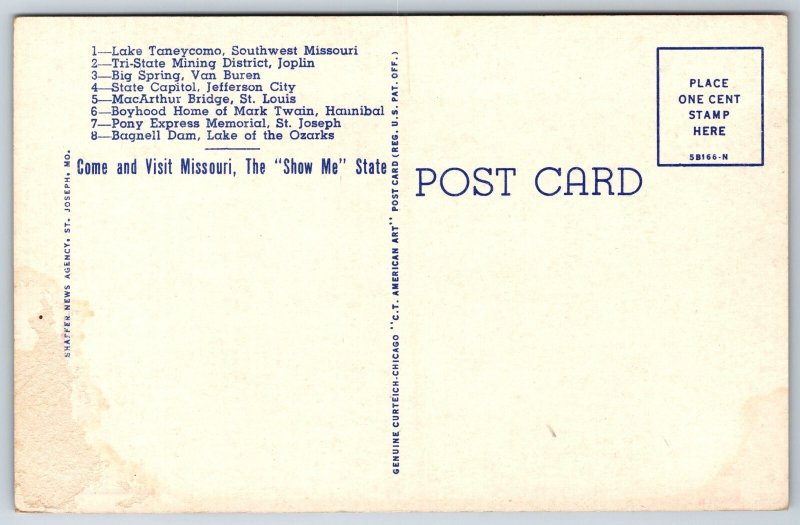 1—Lake Taneycomo, Southwest Missouri
2—Tri-State Mining District, Joplin
3—Big Spring, Van Buren
4—State Capitol, Jefferson City
5—MacArthur Bridge, St. Louis
6—Boyhood Home of Mark Twain, Hannibal
7—Pony Express Memorial, St. Joseph
8—Bagnell Dam, Lake of the Ozarks
Come and Visit Missouri, The "Show Me" State
SHAFFER NEWS AGENCY, ST. JOSEPH, MO.
GENUINE CURTEICH-CHICAGO "C.T. AMERICAN ART" POST CARD (REG. U.S. PAT. OFF.)
POST CARD
PLACE
ONE CENT
STAMP
HERE
5B166-N